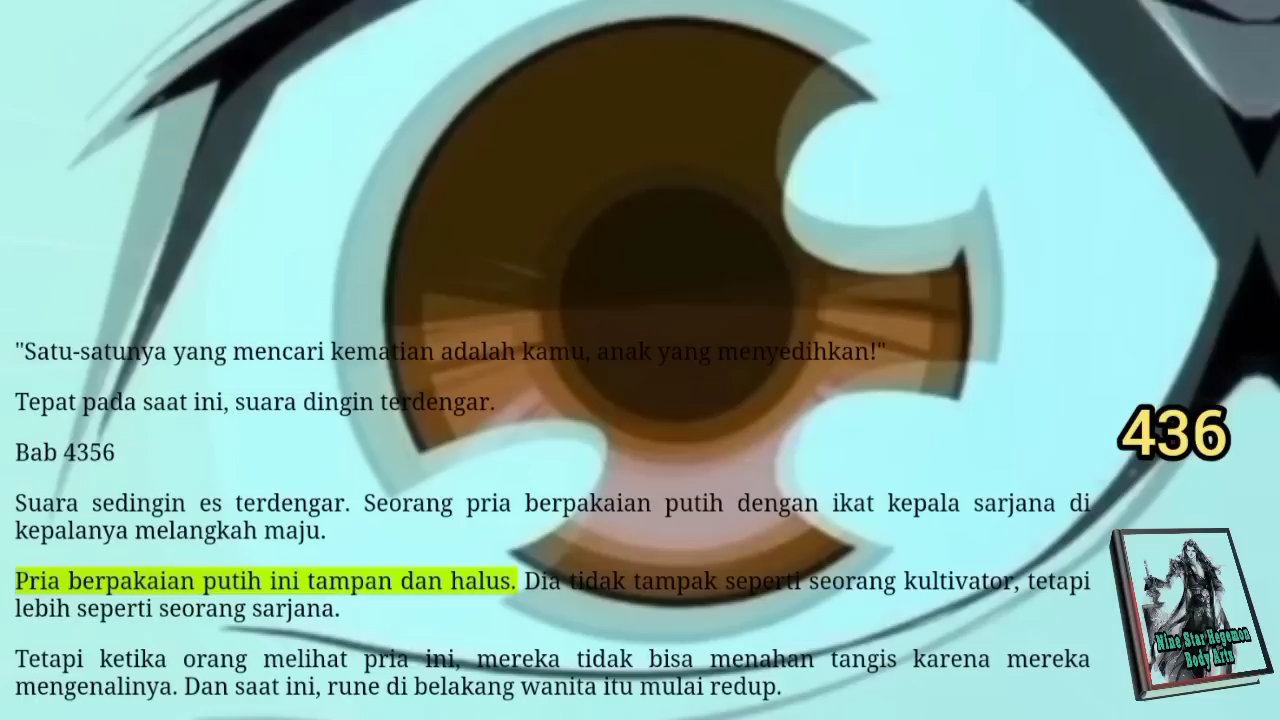 "Satu-satunya yang mencari kematian adalah kamu, anak yang menyedihkan!"
Tepat pada saat ini, suara dingin terdengar.
Bab 4356
Suara sedingin es terdengar. Seorang pria berpakaian putih dengan ikat kepala sarjana di
kepalanya melangkah maju.
Pria berpakaian putih ini tampan dan halus. Dia tidak tampak seperti seorang kultivator, tetapi
lebih seperti seorang sarjana.
Tetapi ketika orang melihat pria ini, mereka tidak bisa menahan tangis karena mereka
mengenalinya. Dan saat ini, rune di belakang wanita itu mulai redup.
436
Nine Star Hegemon
Body Arts